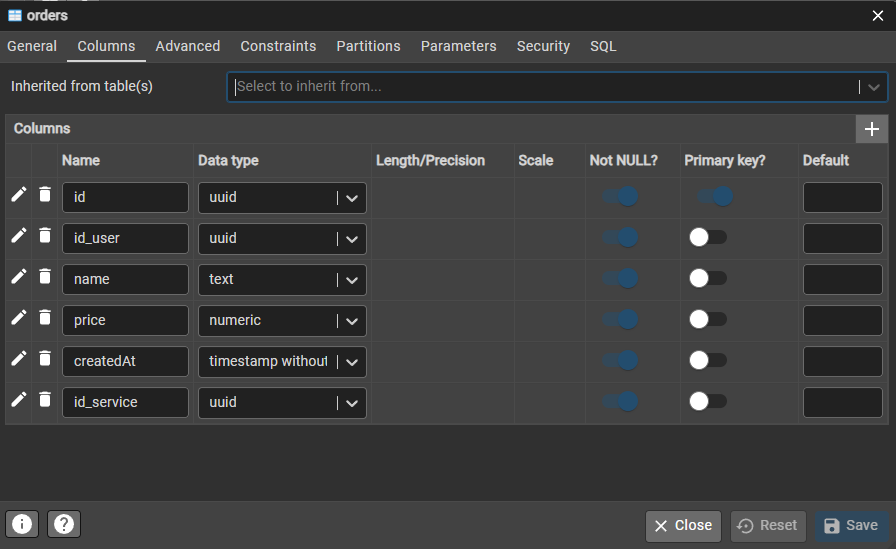 orders
General Columns Advanced Constraints Partitions Parameters Security SQL
Inherited from table(s) Select to inherit from...
Columns
Name Data type Length/Precision Scale Not NULL? Primary key? Default
id uuid
id_user uuid
name text
price numeric
createdAt timestamp without
id_service uuid
Close Reset Save